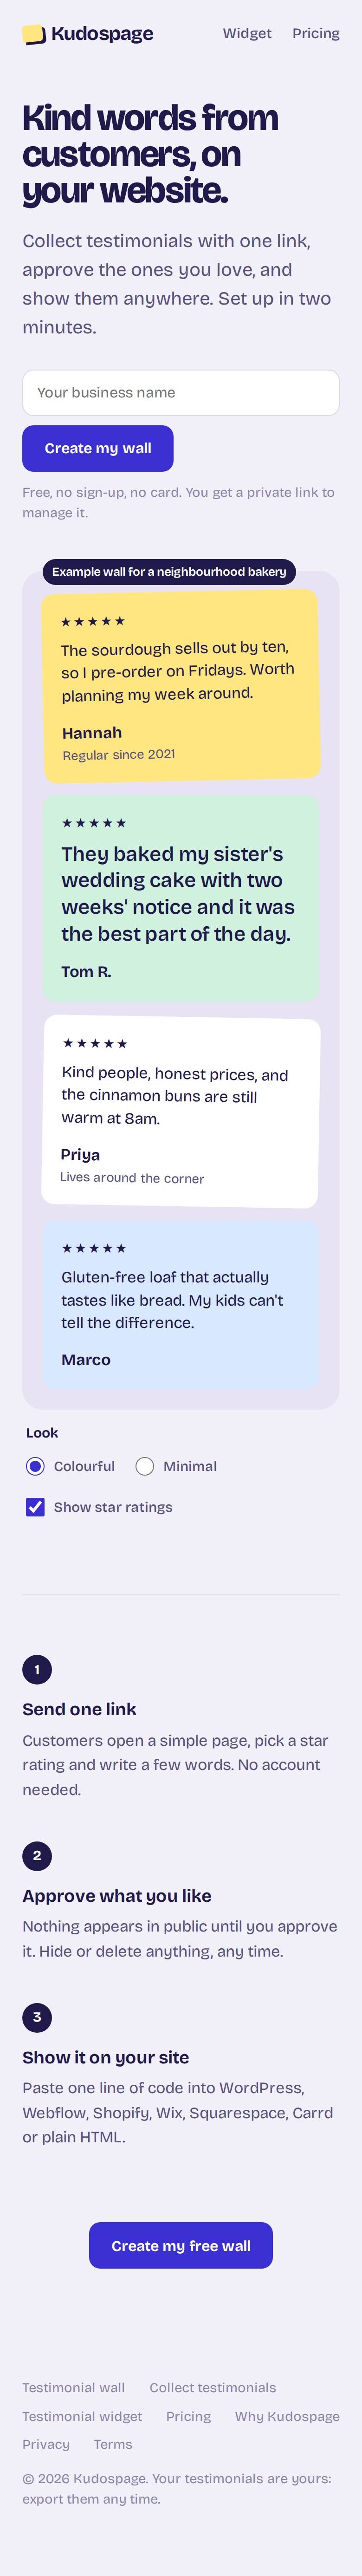 Kudospage
Widget
Pricing
Kind words from
customers, on
your website.
Collect testimonials with one link,
approve the ones you love, and
show them anywhere. Set up in two
minutes.
Your business name
Create my wall
Free, no sign-up, no card. You get a private link to
manage it.
Example wall for a neighbourhood bakery
★★★★★
The sourdough sells out by ten,
so I pre-order on Fridays. Worth
planning my week around.
Hannah
Regular since 2021
★★★★★
They baked my sister's
wedding cake with two
weeks' notice and it was
the best part of the day.
Tom R.
★★★★★
Kind people, honest prices, and
the cinnamon buns are still
warm at 8am.
Priya
Lives around the corner
★★★★★
Gluten-free loaf that actually
tastes like bread. My kids can't
tell the difference.
Marco
Look
Colourful
Minimal
Show star ratings
1
Send one link
Customers open a simple page, pick a star
rating and write a few words. No account
needed.
2
Approve what you like
Nothing appears in public until you approve
it. Hide or delete anything, any time.
3
Show it on your site
Paste one line of code into WordPress,
Webflow, Shopify, Wix, Squarespace, Carrd
or plain HTML.
Create my free wall
Testimonial wall
Collect testimonials
Testimonial widget
Pricing
Why Kudospage
Privacy
Terms
© 2026 Kudospage. Your testimonials are yours:
export them any time.